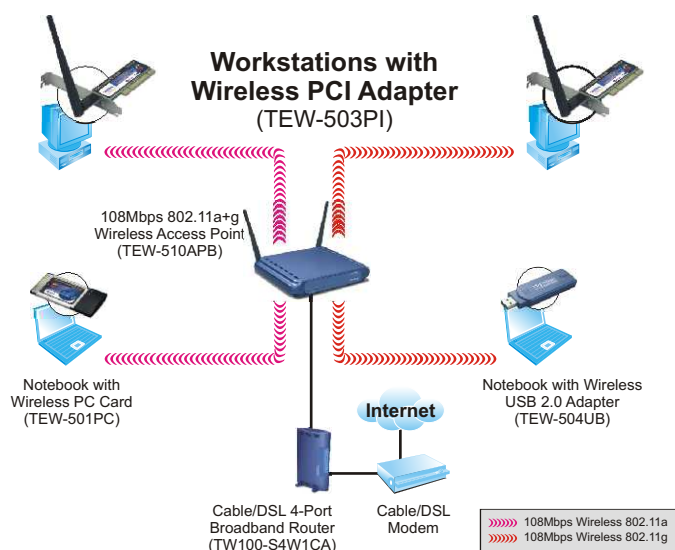 Workstations with
Wireless PCI Adapter
(TEW-503PI)
108Mbps 802.11a+g
Wireless Access Point
(TEW-510APB)
Notebook with
Wireless PC Card
(TEW-501PC)
Notebook with Wireless
USB 2.0 Adapter
(TEW-504UB)
Internet
Cable/DSL 4-Port
Broadband Router
(TW100-S4W1CA)
Cable/DSL
Modem
108Mbps Wireless 802.11a
108Mbps Wireless 802.11g